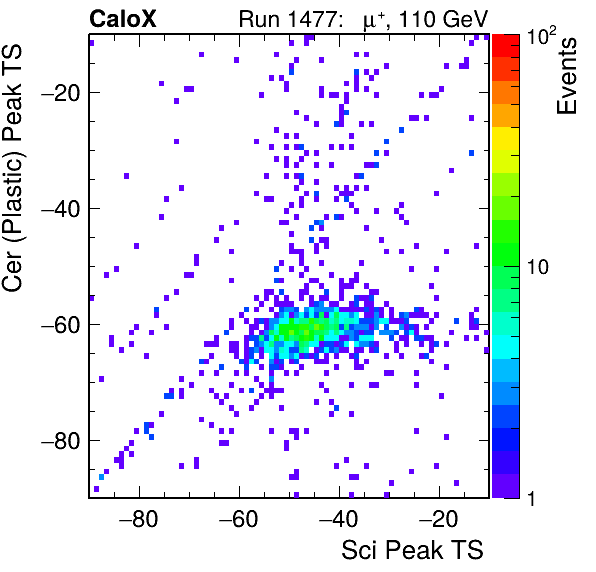 CaloX Run 1477: μ⁺, 110 GeV
Cer (Plastic) Peak TS
−20
−40
−60
−80
−80 −60 −40 −20
Sci Peak TS
10²
10
1
Events